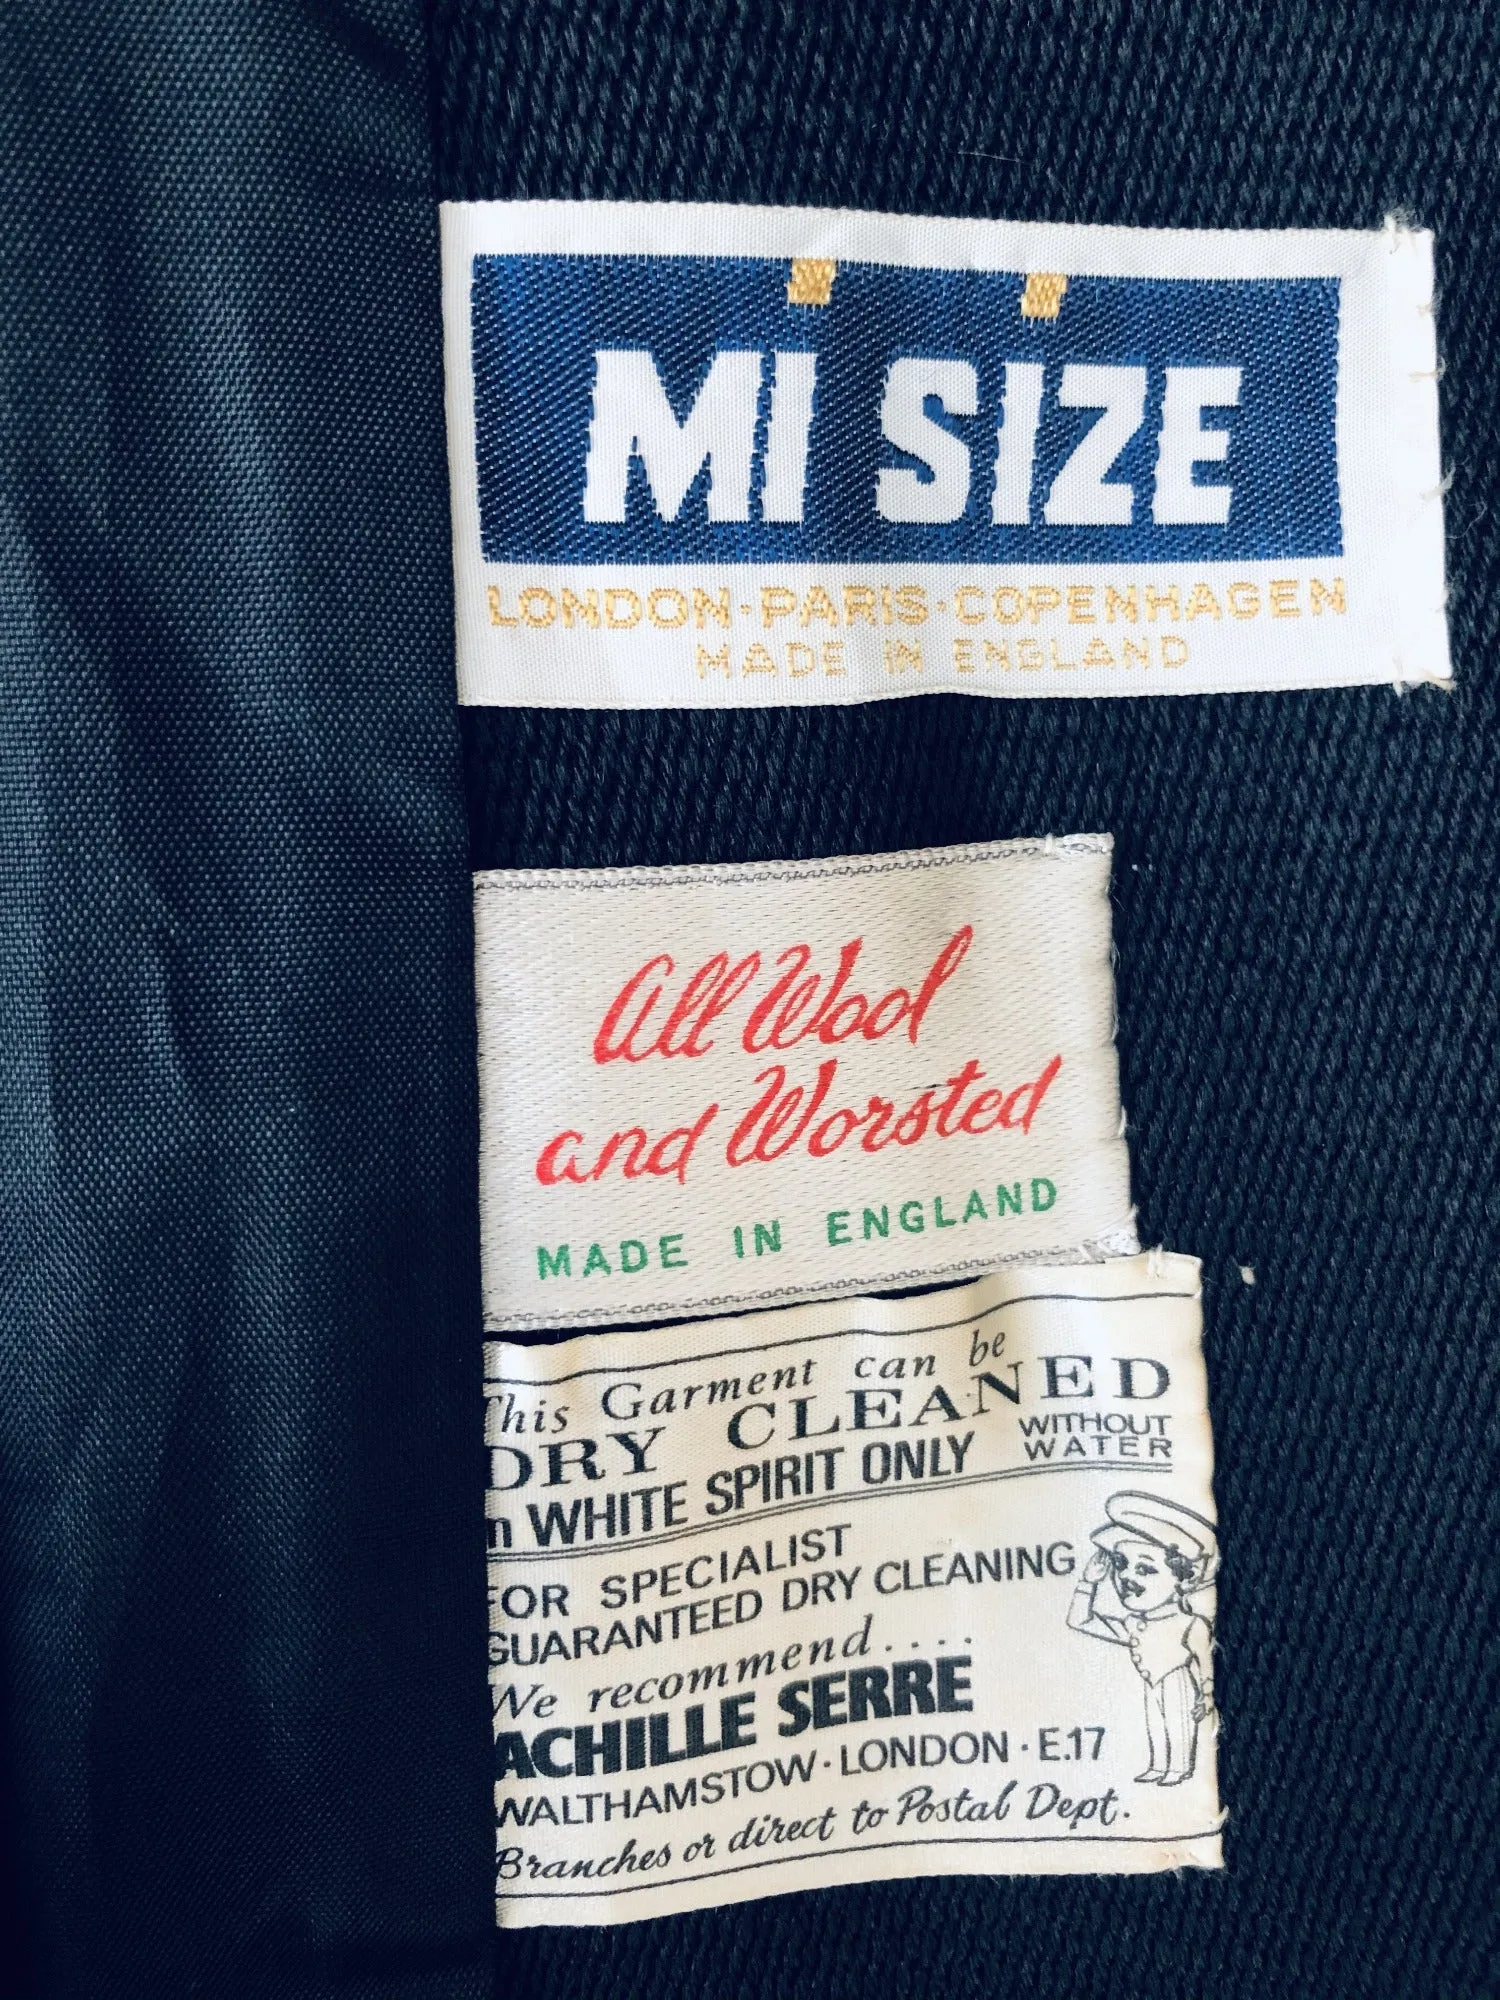 MI SIZE
LONDON·PARIS·COPENHAGEN
MADE IN ENGLAND
All Wool
and Worsted
MADE IN ENGLAND
This Garment can be
DRY CLEANED
WITHOUT
WATER
in WHITE SPIRIT ONLY
FOR SPECIALIST
GUARANTEED DRY CLEANING
We recommend....
ACHILLE SERRE
WALTHAMSTOW·LONDON·E.17
Branches or direct to Postal Dept.